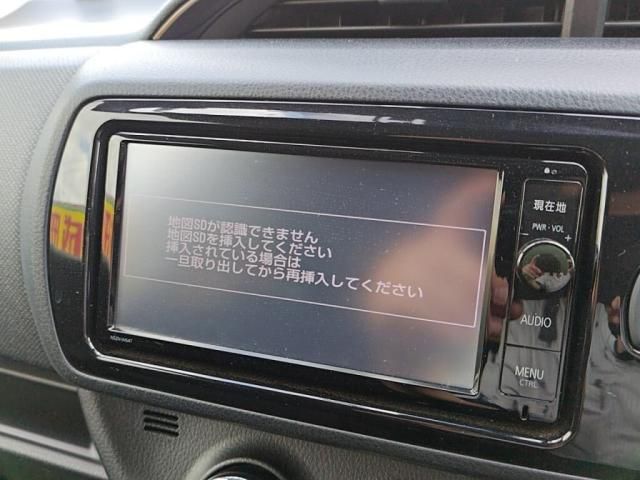 地図SDが認識できません
地図SDを挿入してください
挿入されている場合は
一旦取り出してから再挿入してください
現在地
PWR・VOL
- +
AUDIO
MENU
CTRL